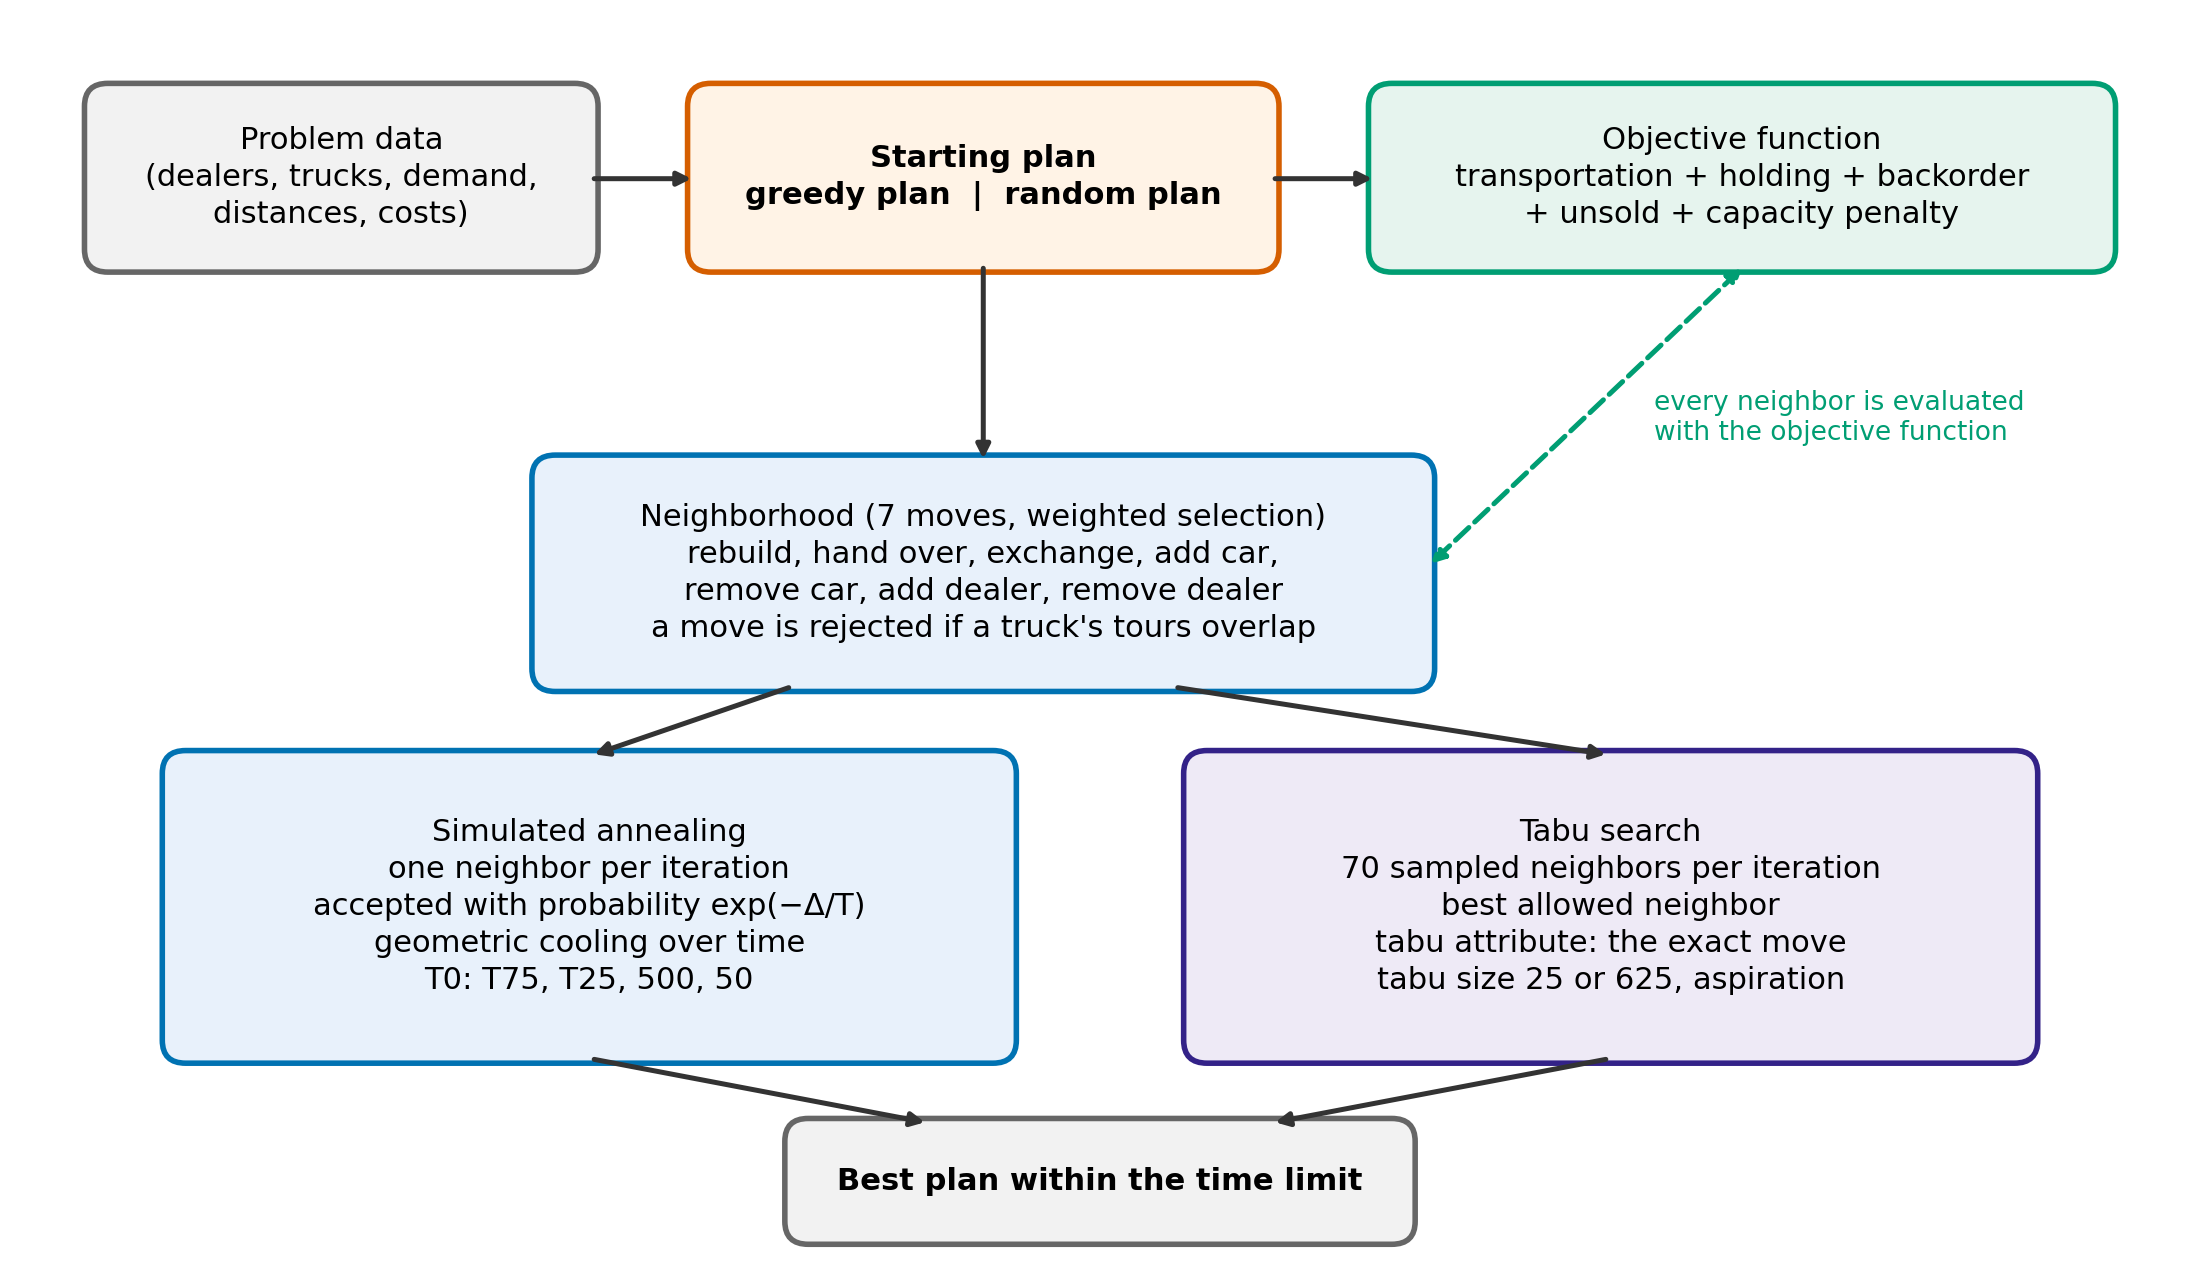 Problem data
(dealers, trucks, demand,
distances, costs)
Starting plan
greedy plan | random plan
Objective function
transportation + holding + backorder
+ unsold + capacity penalty
every neighbor is evaluated
with the objective function
Neighborhood (7 moves, weighted selection)
rebuild, hand over, exchange, add car,
remove car, add dealer, remove dealer
a move is rejected if a truck's tours overlap
Simulated annealing
one neighbor per iteration
accepted with probability exp(−Δ/T)
geometric cooling over time
T0: T75, T25, 500, 50
Tabu search
70 sampled neighbors per iteration
best allowed neighbor
tabu attribute: the exact move
tabu size 25 or 625, aspiration
Best plan within the time limit